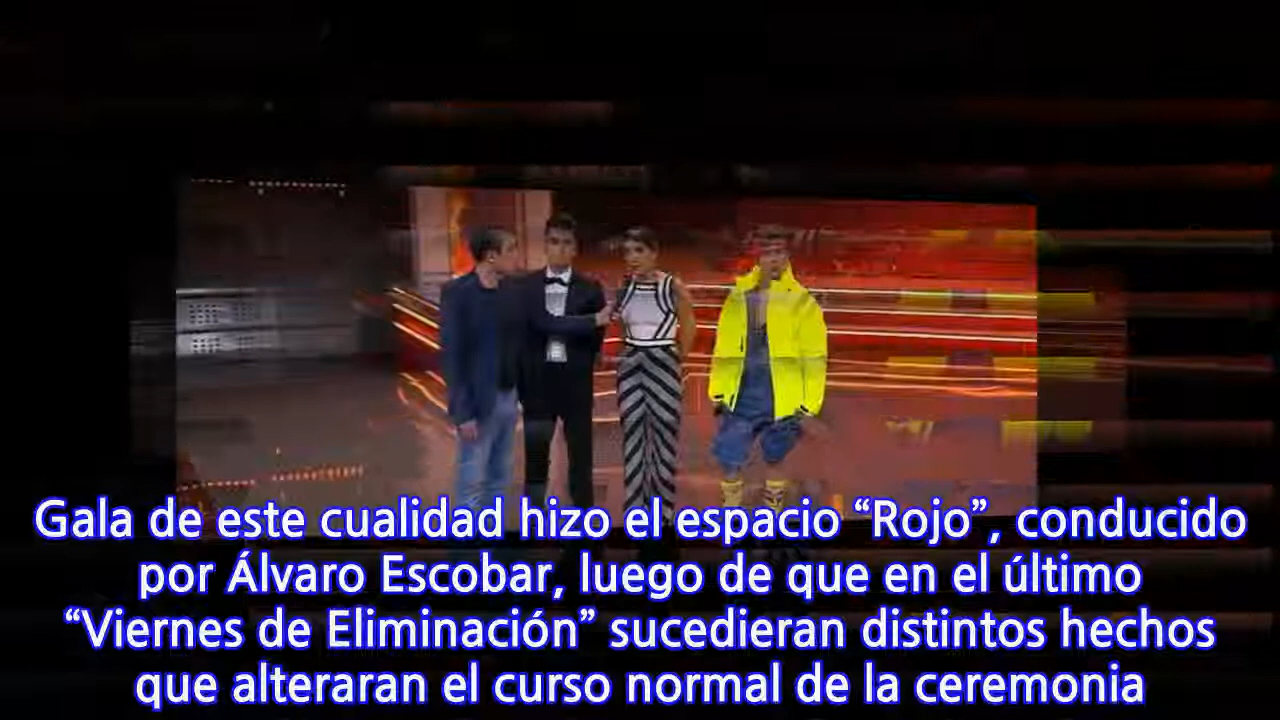 Gala de este cualidad hizo el espacio “Rojo”, conducido
por Álvaro Escobar, luego de que en el último
“Viernes de Eliminación” sucedieran distintos hechos
que alteraran el curso normal de la ceremonia